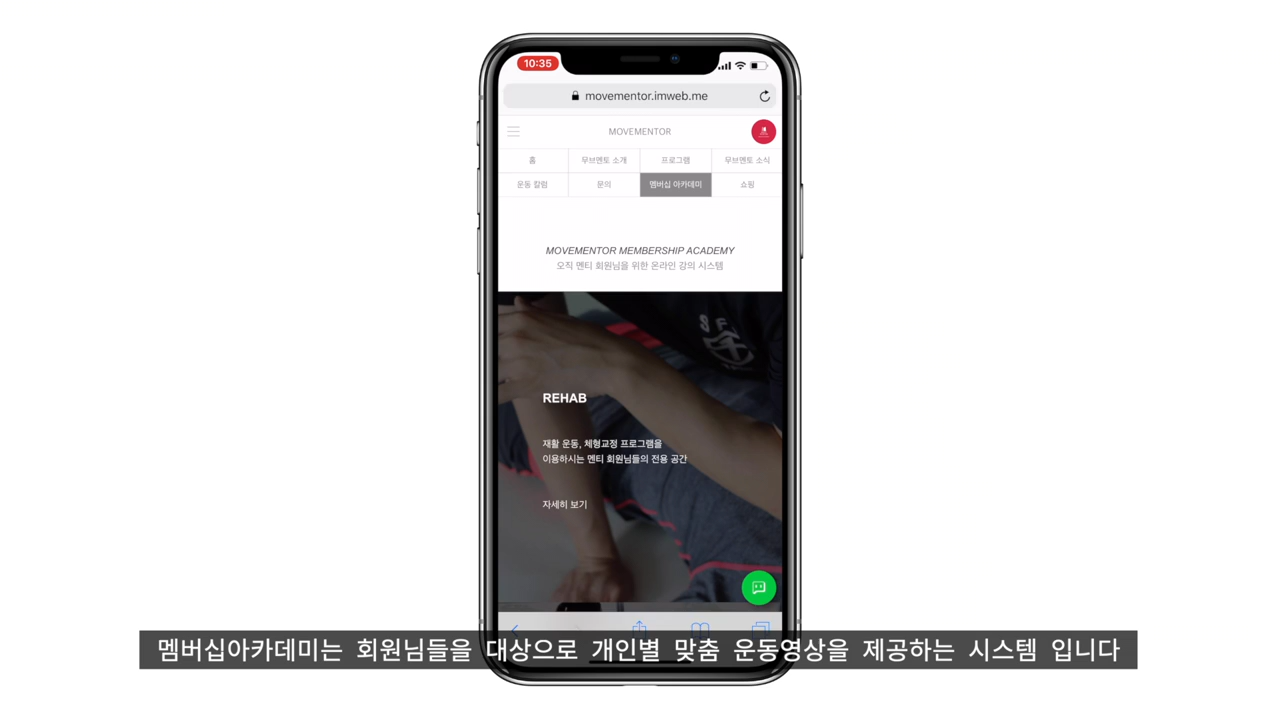 10:35
movementor.imweb.me
MOVEMENTOR
홈 무브멘토 소개 프로그램 무브멘토 소식
운동 칼럼 문의 멤버십 아카데미 쇼핑
MOVEMENTOR MEMBERSHIP ACADEMY
오직 멘티 회원님을 위한 온라인 강의 시스템
REHAB
재활 운동, 체형교정 프로그램을
이용하시는 멘티 회원님들의 전용 공간
자세히 보기
멤버십아카데미는 회원님들을 대상으로 개인별 맞춤 운동영상을 제공하는 시스템 입니다